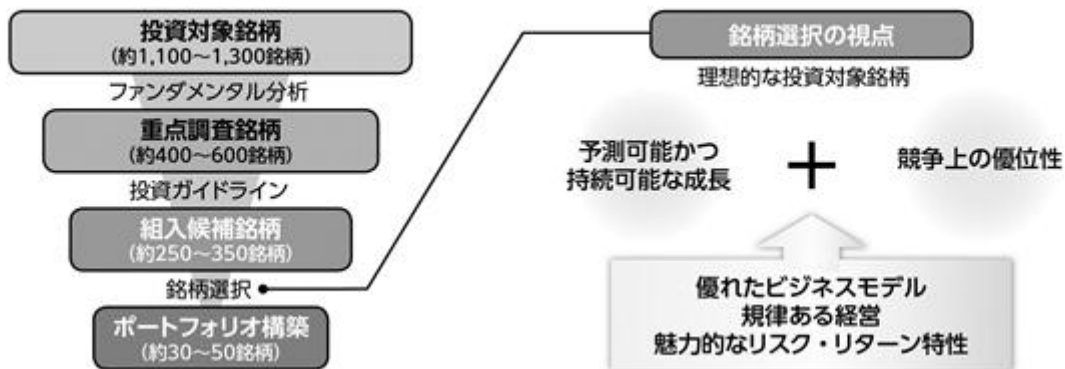 投資対象銘柄
(約1,100〜1,300銘柄)
ファンダメンタル分析
重点調査銘柄
(約400〜600銘柄)
投資ガイドライン
組入候補銘柄
(約250〜350銘柄)
銘柄選択
ポートフォリオ構築
(約30〜50銘柄)
銘柄選択の視点
理想的な投資対象銘柄
予測可能かつ
持続可能な成長
+
競争上の優位性
優れたビジネスモデル
規律ある経営
魅力的なリスク・リターン特性